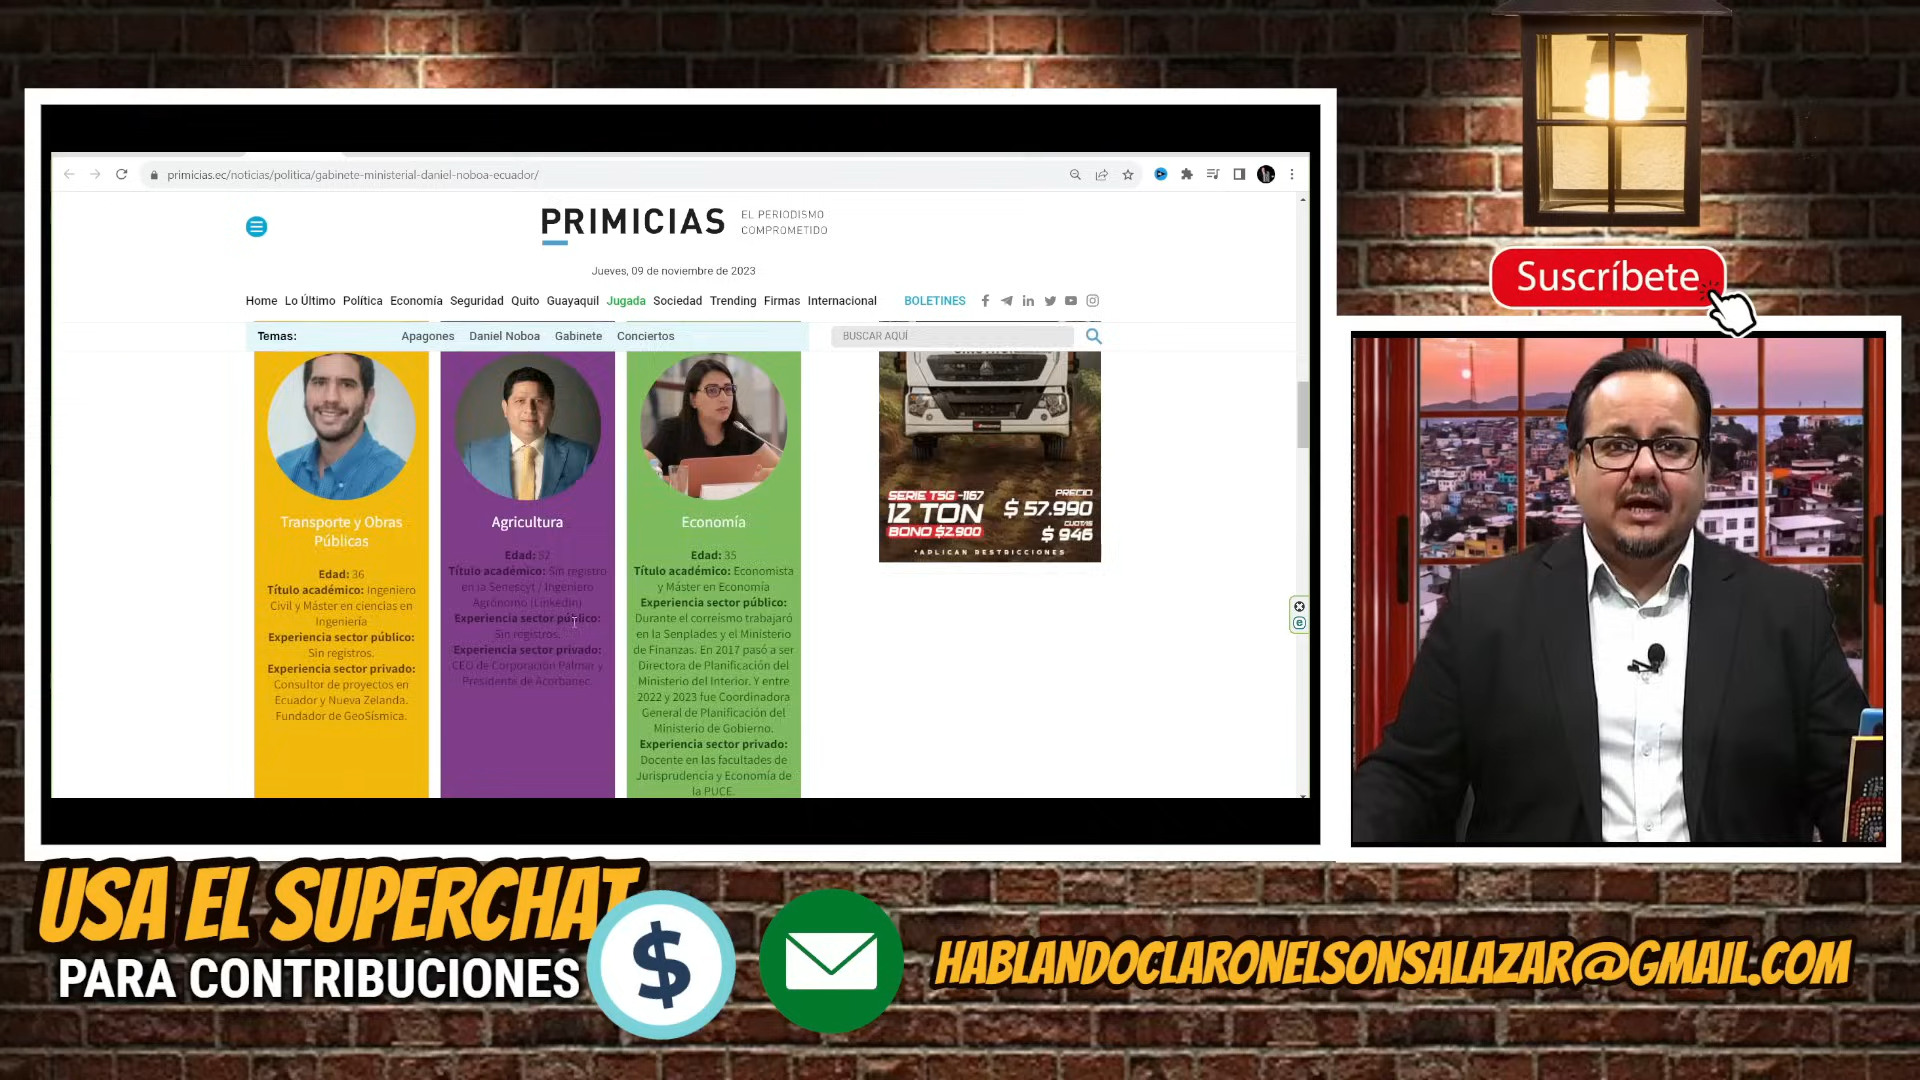 primicias.ec/noticias/politica/gabinete-ministerial-daniel-noboa-ecuador/
PRIMICIAS
EL PERIODISMO
COMPROMETIDO
Jueves, 09 de noviembre de 2023
Home Lo Último Política Economía Seguridad Quito Guayaquil Jugada Sociedad Trending Firmas Internacional BOLETINES
Temas: Apagones Daniel Noboa Gabinete Conciertos
BUSCAR AQUÍ
Transporte y Obras
Públicas
Edad: 36
Título académico: Ingeniero
Civil y Máster en ciencias en
Ingeniería
Experiencia sector público:
Sin registros.
Experiencia sector privado:
Consultor de proyectos en
Ecuador y Nueva Zelanda.
Fundador de GeoSísmica.
Agricultura
Edad: 52
Título académico: Sin registro
en la Senescyt / Ingeniero
Agrónomo (Linkedin)
Experiencia sector público:
Sin registros.
Experiencia sector privado:
CEO de Corporación Palmar y
Presidente de Acorbanec.
Economía
Edad: 35
Título académico: Economista
y Máster en Economía
Experiencia sector público:
Durante el correísmo trabajaró
en la Senplades y el Ministerio
de Finanzas. En 2017 pasó a ser
Directora de Planificación del
Ministerio del Interior. Y entre
2022 y 2023 fue Coordinadora
General de Planificación del
Ministerio de Gobierno.
Experiencia sector privado:
Docente en las facultades de
Jurisprudencia y Economía de
la PUCE.
SERIE T5G -1167
12 TON
BONO $2.900
PRECIO
$ 57.990
CUOTAS
$ 946
*APLICAN RESTRICCIONES
Suscríbete
USA EL SUPERCHAT
PARA CONTRIBUCIONES
$
HABLANDOCLARONELSONSALAZAR@GMAIL.COM